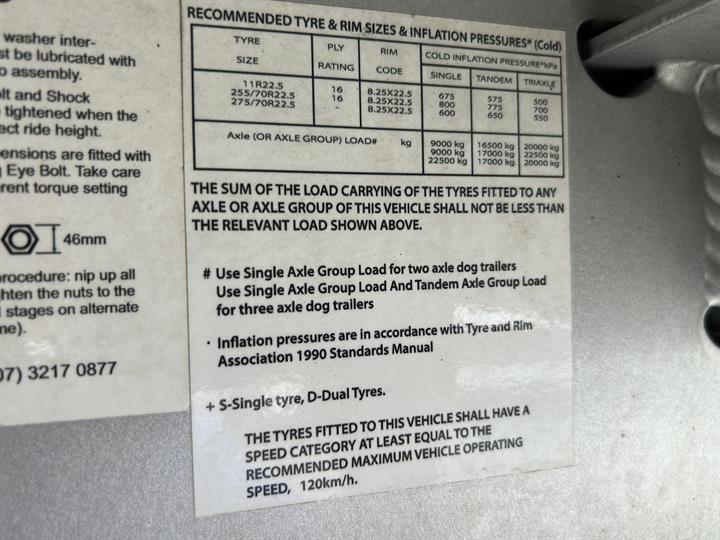 washer inter-
st be lubricated with
o assembly.
olt and Shock
tightened when the
ect ride height.
ensions are fitted with
Eye Bolt. Take care
rent torque setting
46mm
procedure: nip up all
hten the nuts to the
stages on alternate
me).
07) 3217 0877
RECOMMENDED TYRE & RIM SIZES & INFLATION PRESSURES* (Cold)
TYRE SIZE PLY RATING RIM CODE COLD INFLATION PRESSURE*kPa
SINGLE TANDEM TRIAXLE
11R22.5 16 8.25X22.5 675 575 500
255/70R22.5 16 8.25X22.5 800 775 700
275/70R22.5 - 8.25X22.5 600 650 550
Axle (OR AXLE GROUP) LOAD# kg 9000 kg 16500 kg 20000 kg
9000 kg 17000 kg 22500 kg
22500 kg 17000 kg 20000 kg
THE SUM OF THE LOAD CARRYING OF THE TYRES FITTED TO ANY
AXLE OR AXLE GROUP OF THIS VEHICLE SHALL NOT BE LESS THAN
THE RELEVANT LOAD SHOWN ABOVE.
# Use Single Axle Group Load for two axle dog trailers
Use Single Axle Group Load And Tandem Axle Group Load
for three axle dog trailers
· Inflation pressures are in accordance with Tyre and Rim
Association 1990 Standards Manual
+ S-Single tyre, D-Dual Tyres.
THE TYRES FITTED TO THIS VEHICLE SHALL HAVE A
SPEED CATEGORY AT LEAST EQUAL TO THE
RECOMMENDED MAXIMUM VEHICLE OPERATING
SPEED, 120km/h.